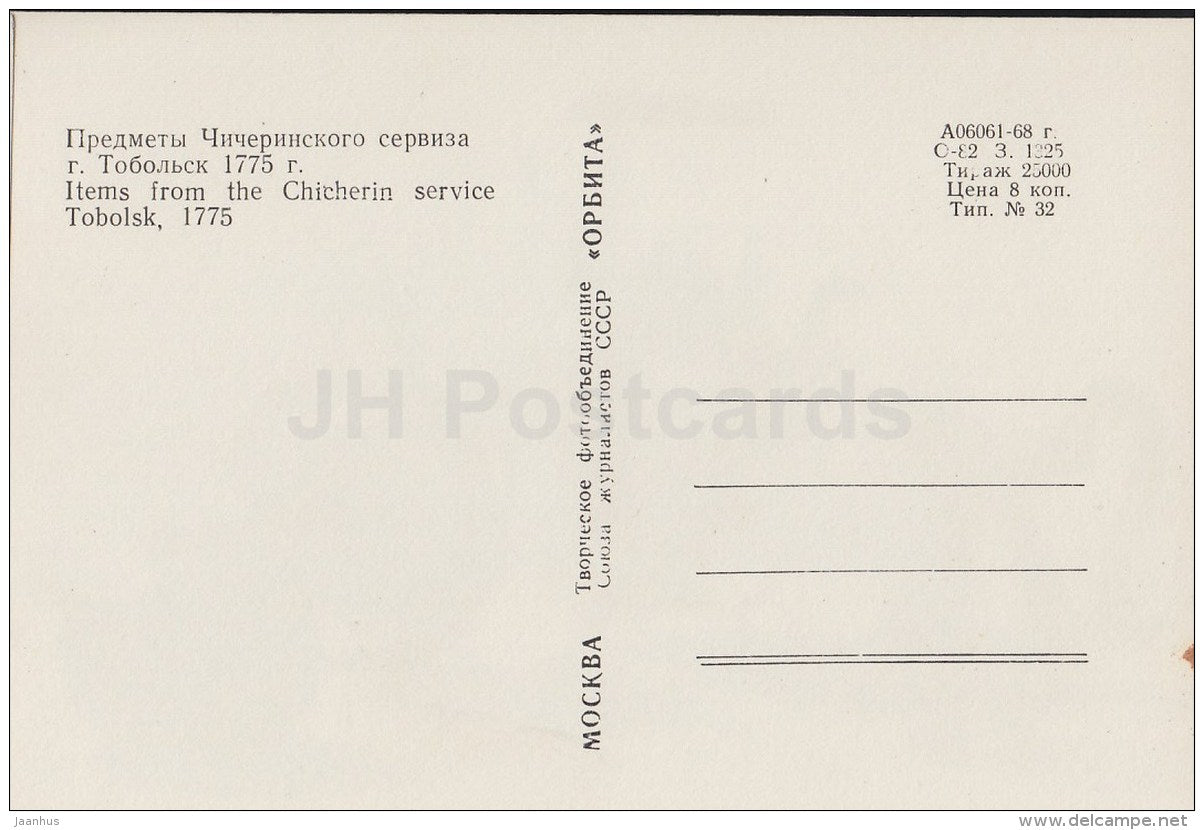 Предметы Чичеринского сервиза
г. Тобольск 1775 г.
Items from the Chicherin service
Tobolsk, 1775
МОСКВА Творческое фотообъединение «ОРБИТА»
Союза журналистов СССР
А06061-68 г.
З. 1325
Тираж 25000
Цена 8 коп.
Тип. № 32
JH Postcards
Jaanhus
www.delcampe.net